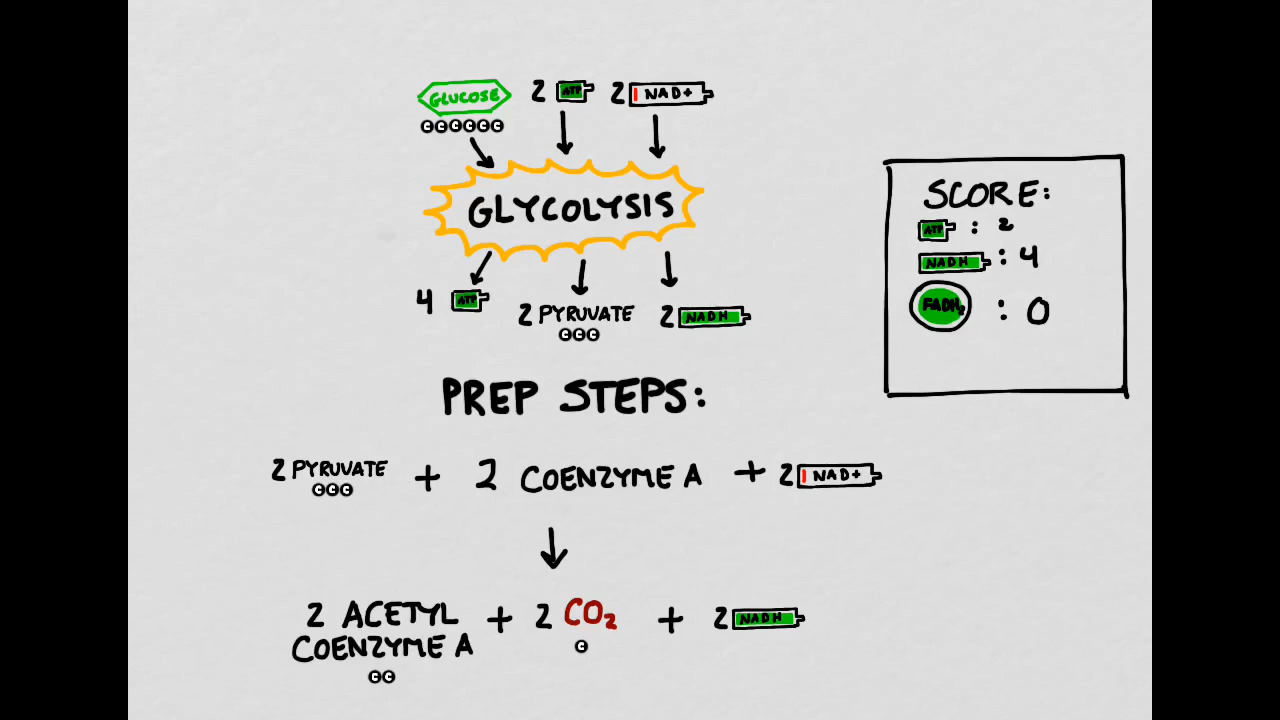 GLUCOSE 2 ATP 2 NAD+
C C C C C C
GLYCOLYSIS
4 ATP 2 PYRUVATE 2 NADH
C C C
SCORE:
ATP : 2
NADH : 4
FADH₂ : 0
PREP STEPS:
2 PYRUVATE + 2 COENZYME A + 2 NAD+
C C C
2 ACETYL COENZYME A + 2 CO₂ + 2 NADH
C C C